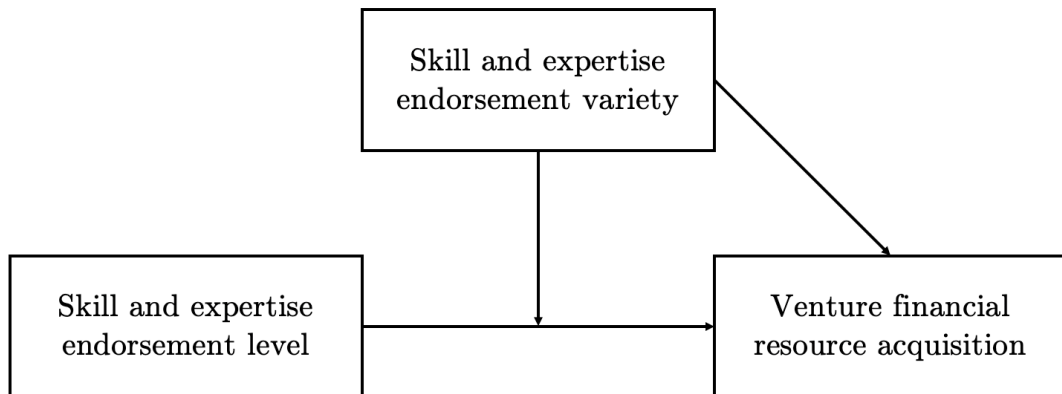 Skill and expertise
endorsement variety
Skill and expertise
endorsement level
Venture financial
resource acquisition